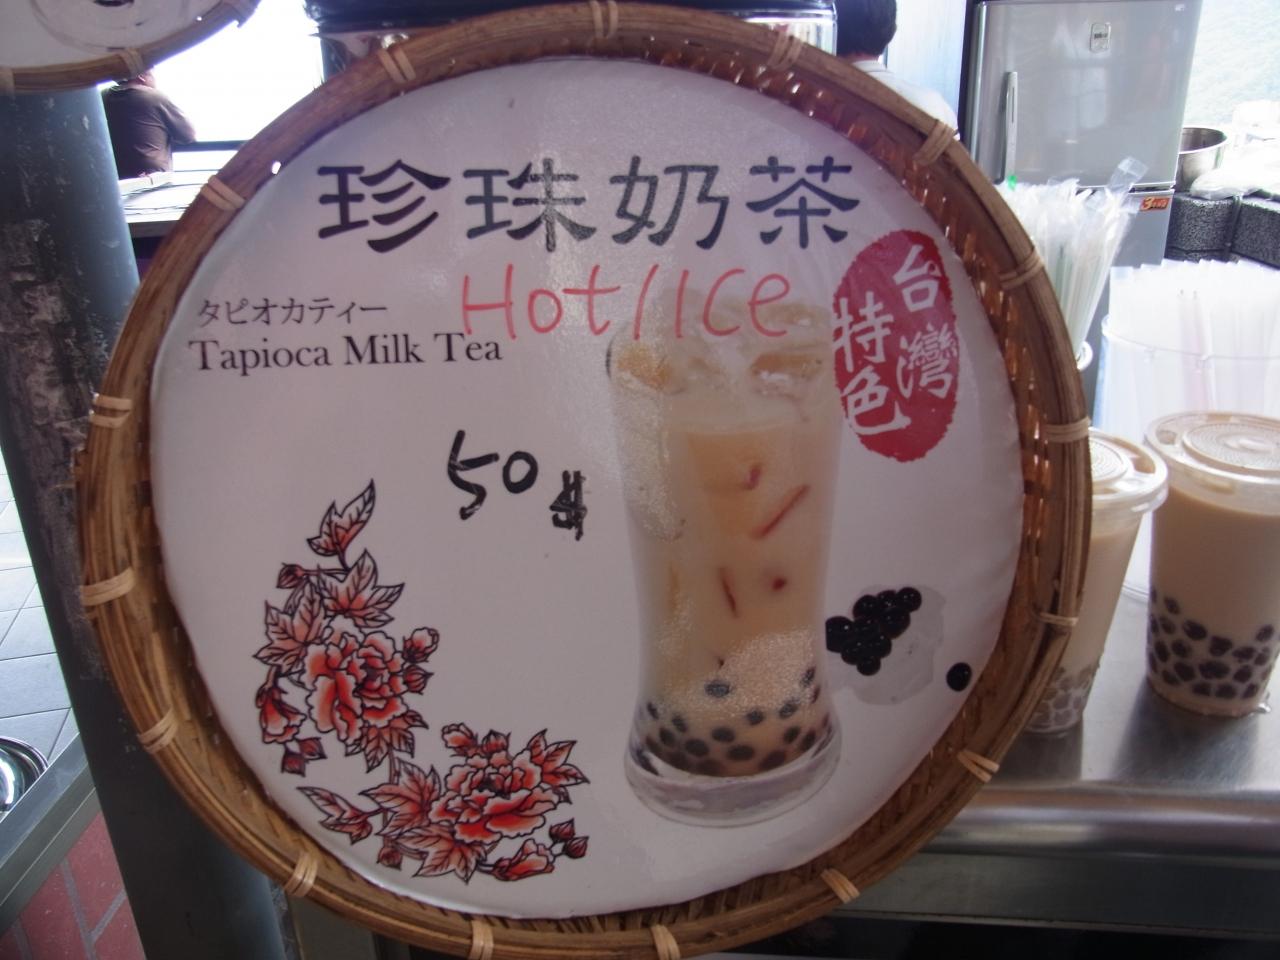 珍珠奶茶
Hot/Ice
タピオカティー
Tapioca Milk Tea
台灣
特色
50$